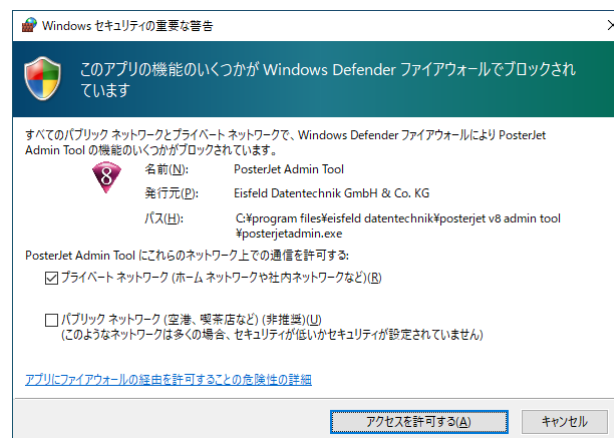 Windows セキュリティの重要な警告
このアプリの機能のいくつかが Windows Defender ファイアウォールでブロックされ
ています
すべてのパブリック ネットワークとプライベート ネットワークで、Windows Defender ファイアウォールにより PosterJet
Admin Tool の機能のいくつかがブロックされています。
8
名前(N): PosterJet Admin Tool
発行元(P): Eisfeld Datentechnik GmbH & Co. KG
パス(H): C:¥program files¥eisfeld datentechnik¥posterjet v8 admin tool
¥posterjetadmin.exe
PosterJet Admin Tool にこれらのネットワーク上での通信を許可する:
プライベート ネットワーク (ホーム ネットワークや社内ネットワークなど)(R)
パブリック ネットワーク (空港、喫茶店など) (非推奨)(U)
(このようなネットワークは多くの場合、セキュリティが低いかセキュリティが設定されていません)
アプリにファイアウォールの経由を許可することの危険性の詳細
アクセスを許可する(A) キャンセル